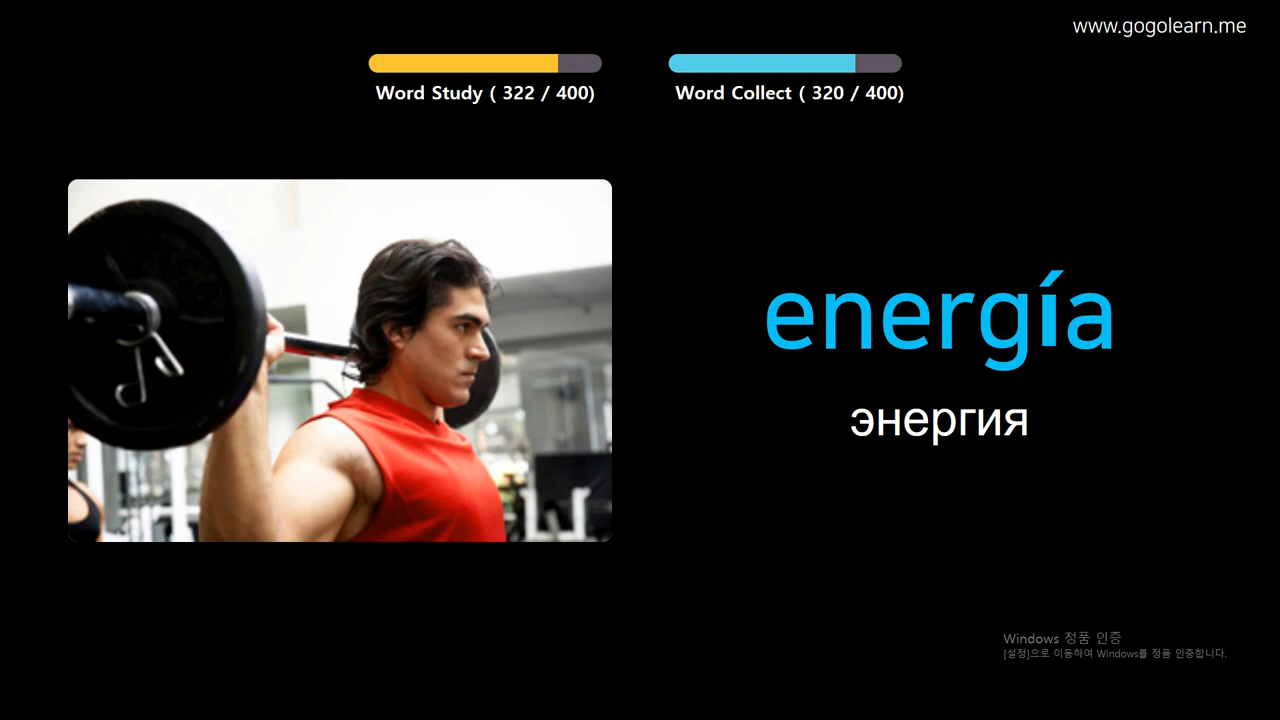 www.gogolearn.me
Word Study ( 322 / 400)
Word Collect ( 320 / 400)
energía
энергия
Windows 정품 인증
[설정]으로 이동하여 Windows를 정품 인증합니다.